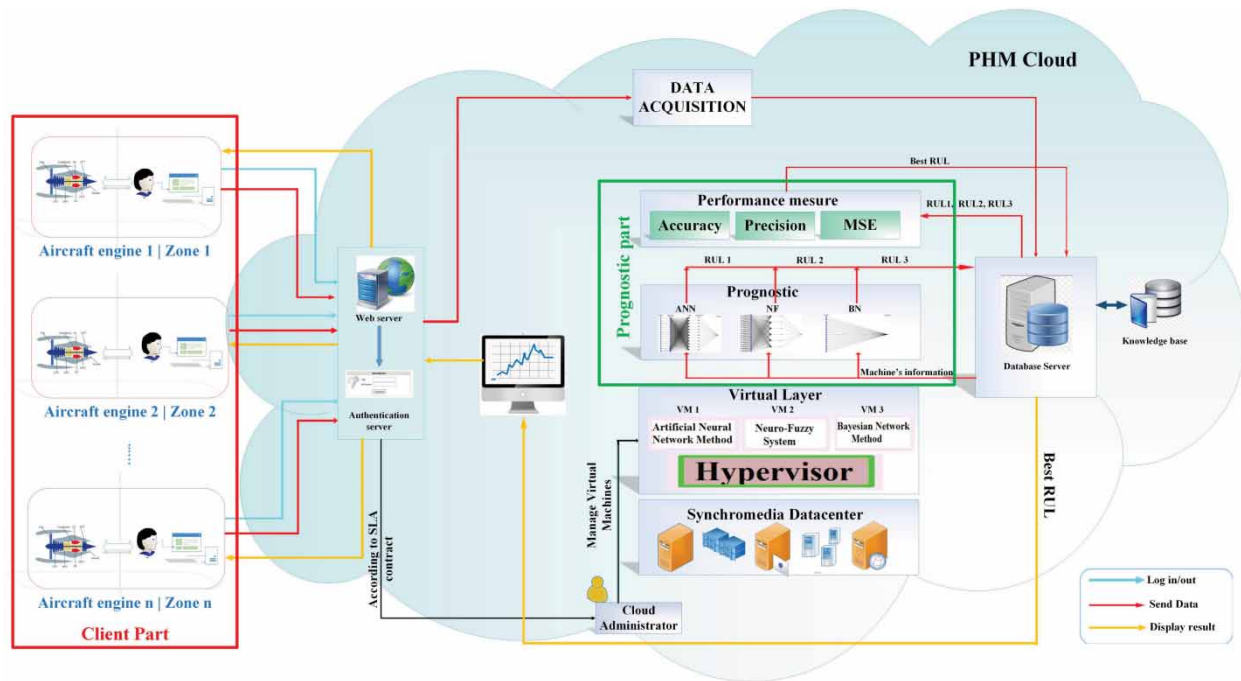 PHM Cloud
DATA
ACQUISITION
Best RUL
Performance mesure
RUL1, RUL2, RUL3
Accuracy
Precision
MSE
Prognostic part
RUL 1
RUL 2
RUL 3
Prognostic
ANN
NF
BN
Machine's information
Database Server
Knowledge base
Aircraft engine 1 | Zone 1
Web server
Aircraft engine 2 | Zone 2
Authentication
server
Virtual Layer
VM 1
VM 2
VM 3
Artificial Neural
Network Method
Neuro-Fuzzy
System
Bayesian Network
Method
Hypervisor
Synchromedia Datacenter
Manage Virtual
Machines
Best RUL
According to SLA
contract
Cloud
Administrator
Aircraft engine n | Zone n
Client Part
Log in/out
Send Data
Display result